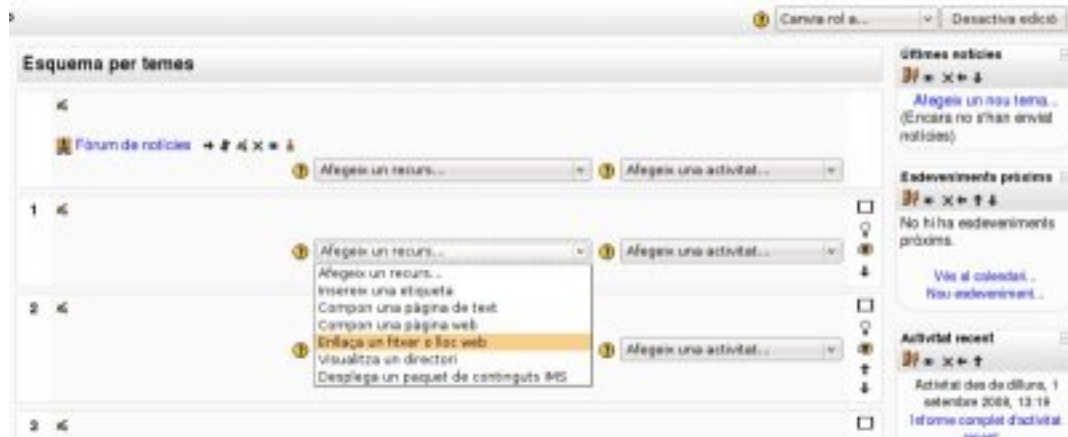 Canvia rol a...
Desactiva edició
Esquema per temes
Fòrum de notícies
Afegeix un recurs...
Afegeix una activitat...
1
Afegeix un recurs...
Afegeix una activitat...
Afegeix un recurs...
Insereix una etiqueta
Compon una pàgina de text
Compon una pàgina web
Enllaça un fitxer o lloc web
Visualitza un directori
Desplega un paquet de continguts IMS
2
Afegeix una activitat...
3
Últimes notícies
Afegeix un nou tema...
(Encara no s'han enviat
notícies)
Esdeveniments pròxims
No hi ha esdeveniments
pròxims.
Vés al calendari...
Nou esdeveniment...
Activitat recent
Activitat des de dilluns, 1
setembre 2008, 13:19
Informe complet d'activitat